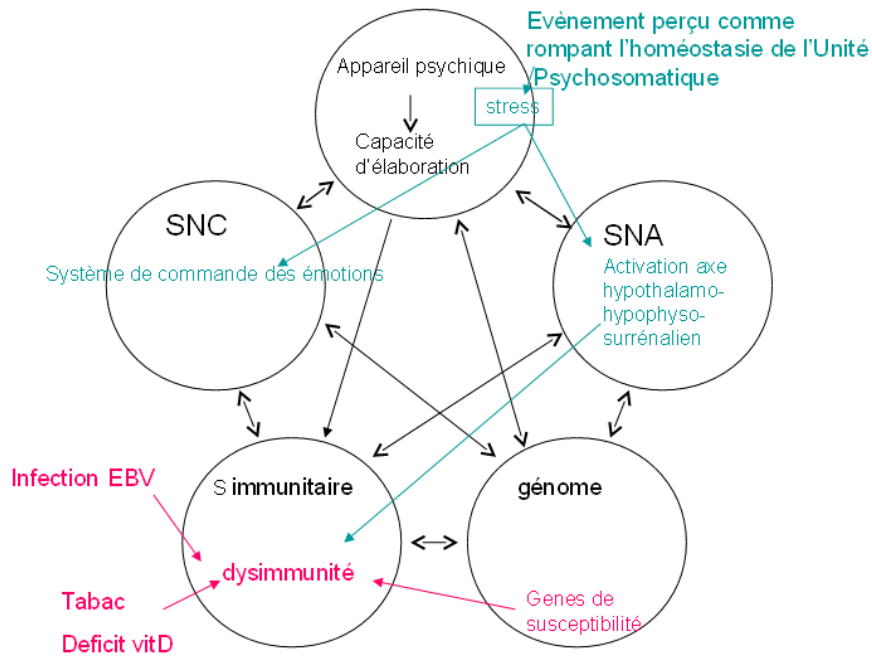 Evènement perçu comme
rompant l'homéostasie de l'Unité
/Psychosomatique
Appareil psychique
stress
Capacité
d'élaboration
SNC
Système de commande des émotions
SNA
Activation axe
hypothalamo-
hypophyso-
surrénalien
Infection EBV
S immunitaire
génome
dysimmunité
Tabac
Deficit vitD
Genes de
susceptibilité